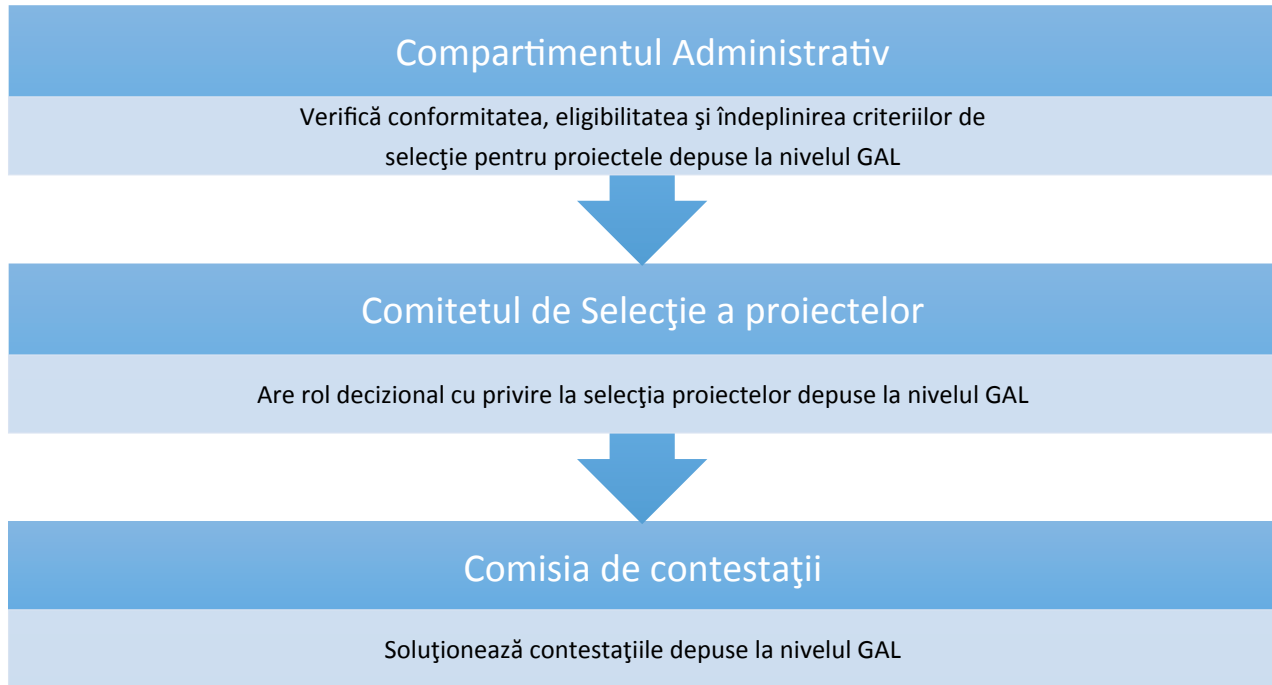 Compartimentul Administrativ
Verifică conformitatea, eligibilitatea şi îndeplinirea criteriilor de
selecţie pentru proiectele depuse la nivelul GAL
Comitetul de Selecţie a proiectelor
Are rol decizional cu privire la selecţia proiectelor depuse la nivelul GAL
Comisia de contestaţii
Soluţionează contestaţiile depuse la nivelul GAL